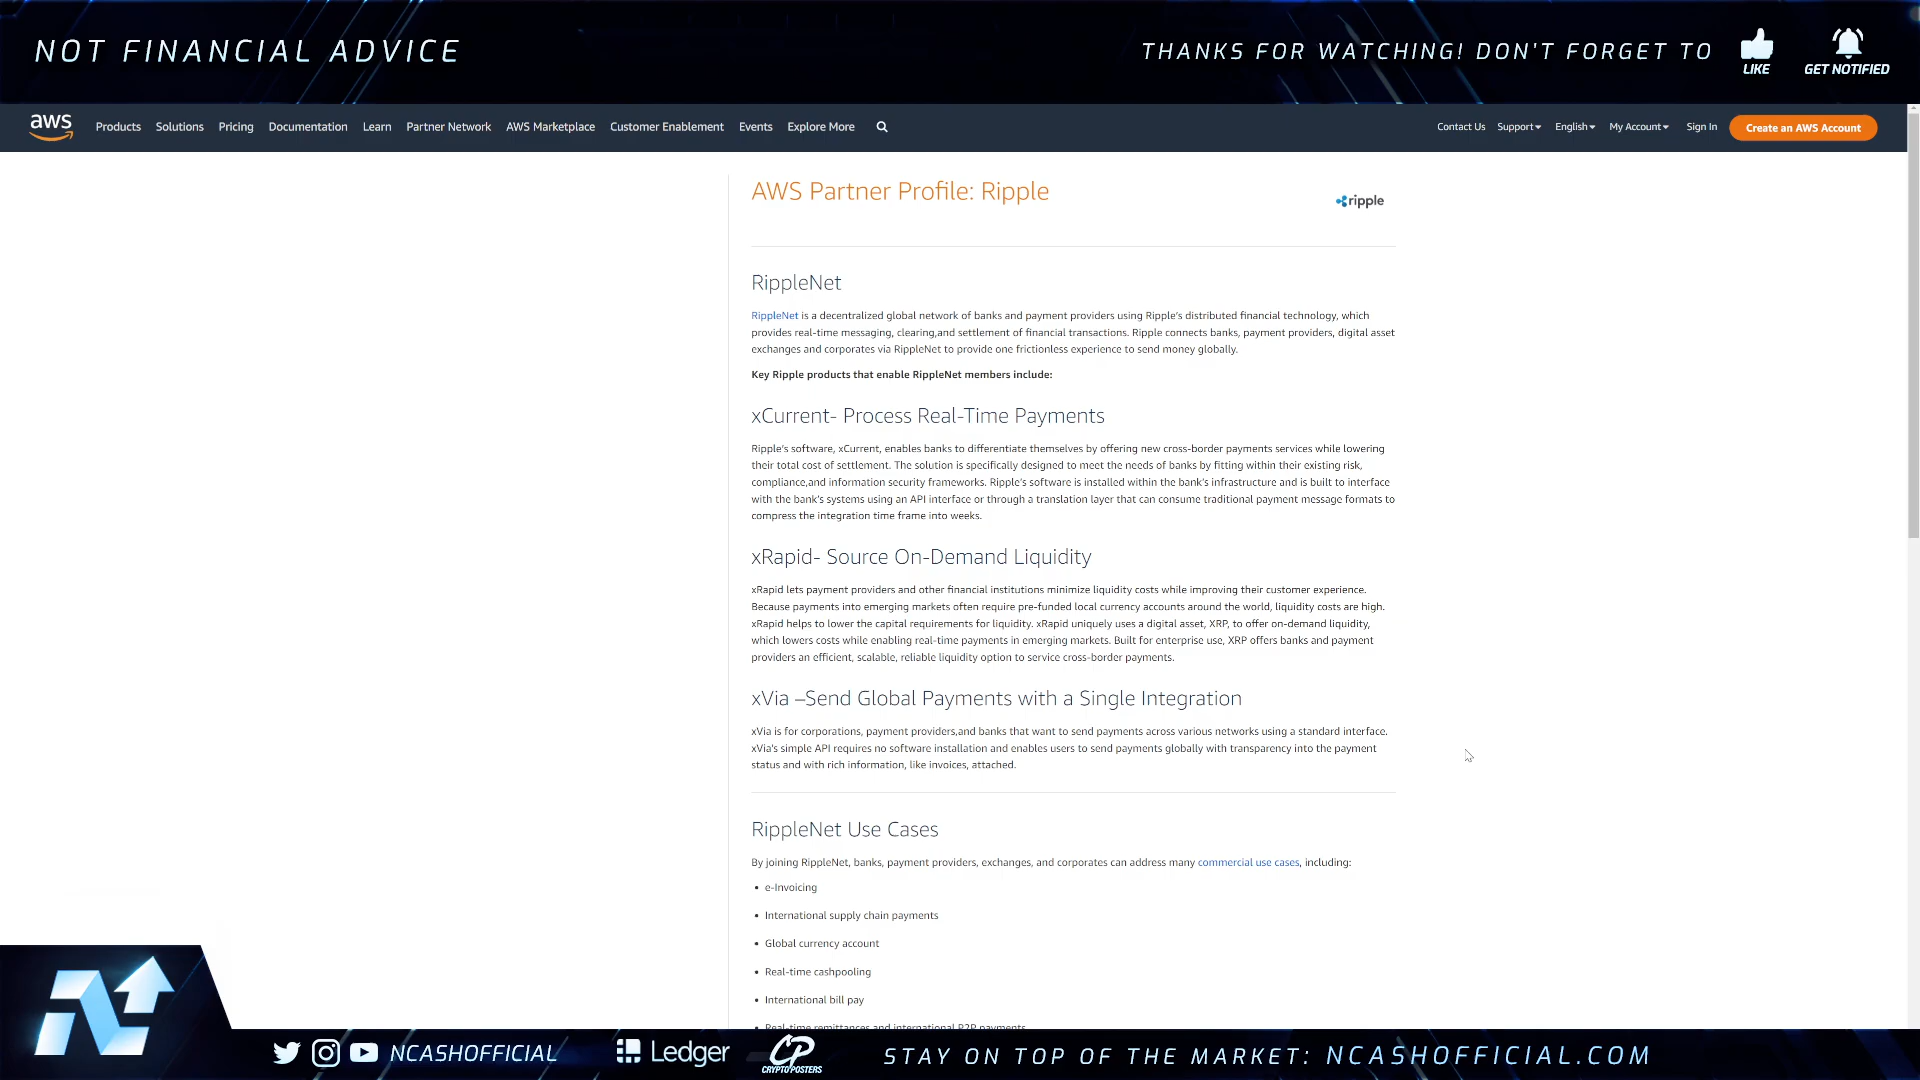 NOT FINANCIAL ADVICE
THANKS FOR WATCHING! DON'T FORGET TO
LIKE
GET NOTIFIED
aws
Products Solutions Pricing Documentation Learn Partner Network AWS Marketplace Customer Enablement Events Explore More
Contact Us Support English My Account Sign In Create an AWS Account
AWS Partner Profile: Ripple
ripple
RippleNet
RippleNet is a decentralized global network of banks and payment providers using Ripple's distributed financial technology, which
provides real-time messaging, clearing,and settlement of financial transactions. Ripple connects banks, payment providers, digital asset
exchanges and corporates via RippleNet to provide one frictionless experience to send money globally.
Key Ripple products that enable RippleNet members include:
xCurrent- Process Real-Time Payments
Ripple's software, xCurrent, enables banks to differentiate themselves by offering new cross-border payments services while lowering
their total cost of settlement. The solution is specifically designed to meet the needs of banks by fitting within their existing risk,
compliance,and information security frameworks. Ripple's software is installed within the bank's infrastructure and is built to interface
with the bank's systems using an API interface or through a translation layer that can consume traditional payment message formats to
compress the integration time frame into weeks.
xRapid- Source On-Demand Liquidity
xRapid lets payment providers and other financial institutions minimize liquidity costs while improving their customer experience.
Because payments into emerging markets often require pre-funded local currency accounts around the world, liquidity costs are high.
xRapid helps to lower the capital requirements for liquidity. xRapid uniquely uses a digital asset, XRP, to offer on-demand liquidity,
which lowers costs while enabling real-time payments in emerging markets. Built for enterprise use, XRP offers banks and payment
providers an efficient, scalable, reliable liquidity option to service cross-border payments.
xVia –Send Global Payments with a Single Integration
xVia is for corporations, payment providers,and banks that want to send payments across various networks using a standard interface.
xVia's simple API requires no software installation and enables users to send payments globally with transparency into the payment
status and with rich information, like invoices, attached.
RippleNet Use Cases
By joining RippleNet, banks, payment providers, exchanges, and corporates can address many commercial use cases, including:
• e-Invoicing
• International supply chain payments
• Global currency account
• Real-time cashpooling
• International bill pay
• Real-time remittances and international P2P payments
NCASHOFFICIAL
Ledger
CP
CRYPTOPOSTERS
STAY ON TOP OF THE MARKET: NCASHOFFICIAL.COM